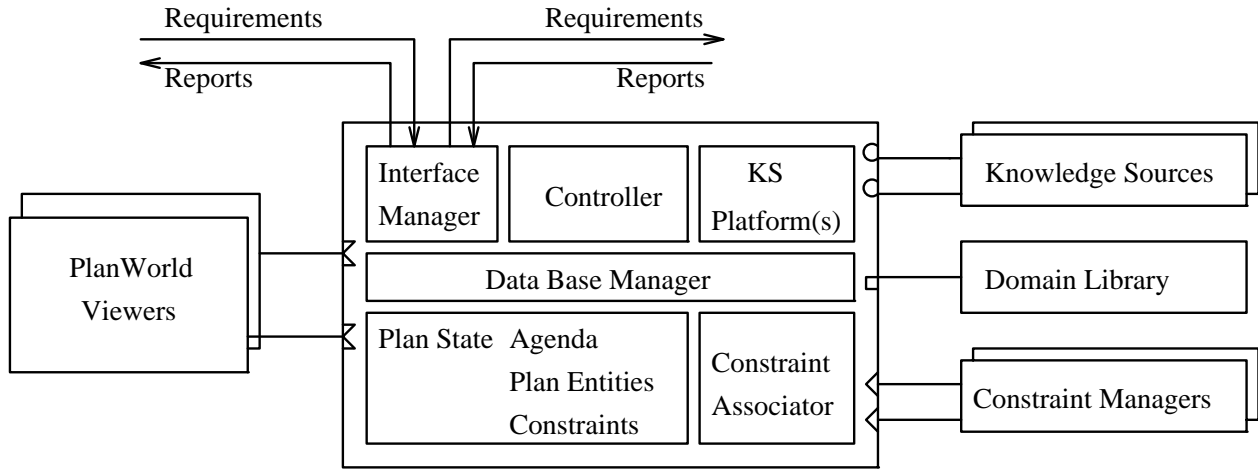 Requirements
Requirements
Reports
Reports
Interface
Manager
Controller
KS
Platform(s)
Knowledge Sources
PlanWorld
Viewers
Data Base Manager
Domain Library
Plan State
Agenda
Plan Entities
Constraints
Constraint
Associator
Constraint Managers